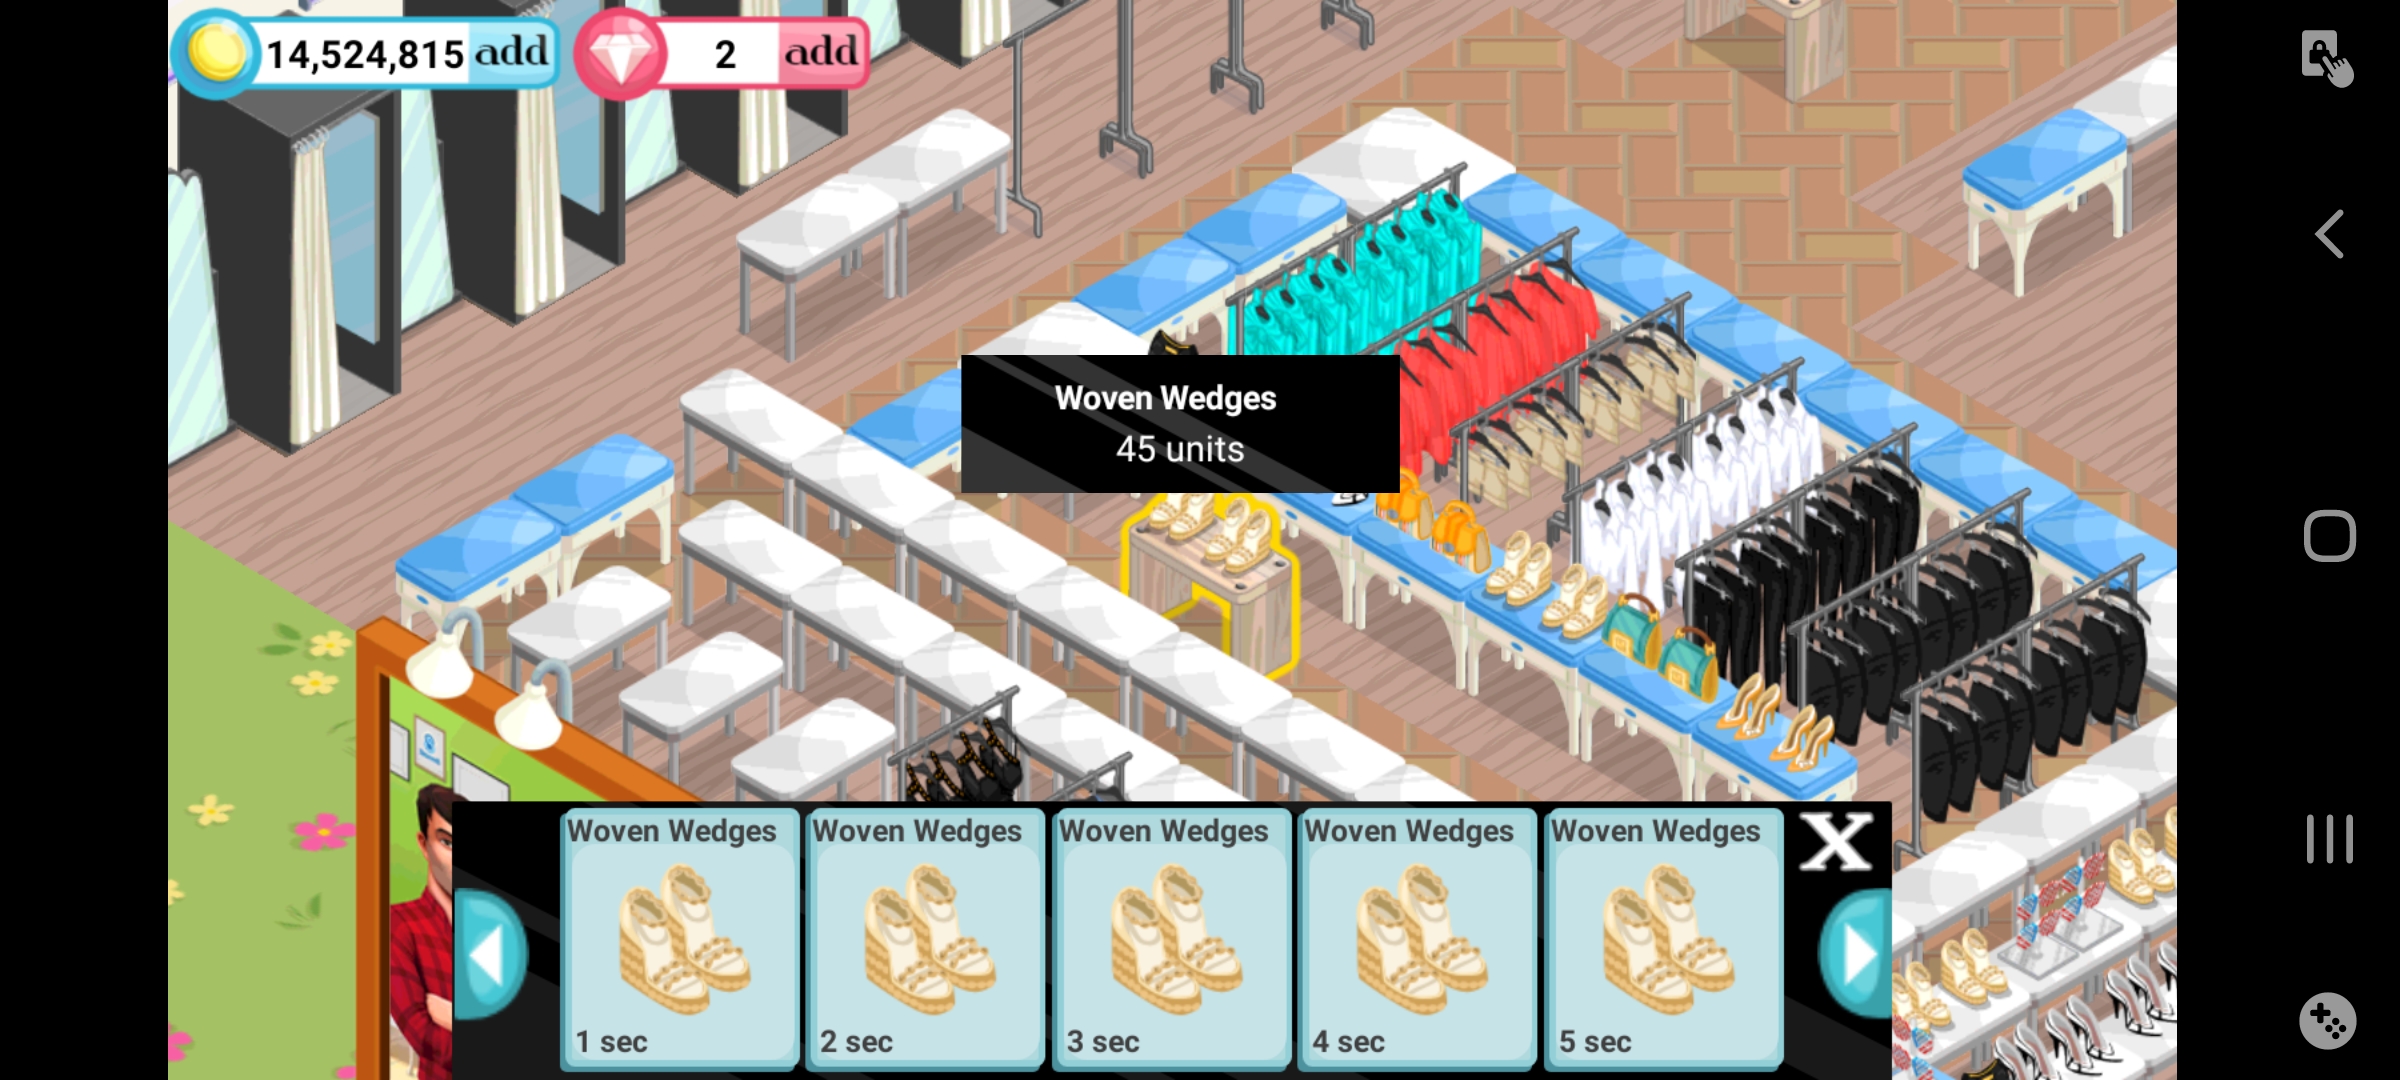 14,524,815 add 2 add
Woven Wedges
45 units
Woven Wedges Woven Wedges Woven Wedges Woven Wedges Woven Wedges X
1 sec 2 sec 3 sec 4 sec 5 sec